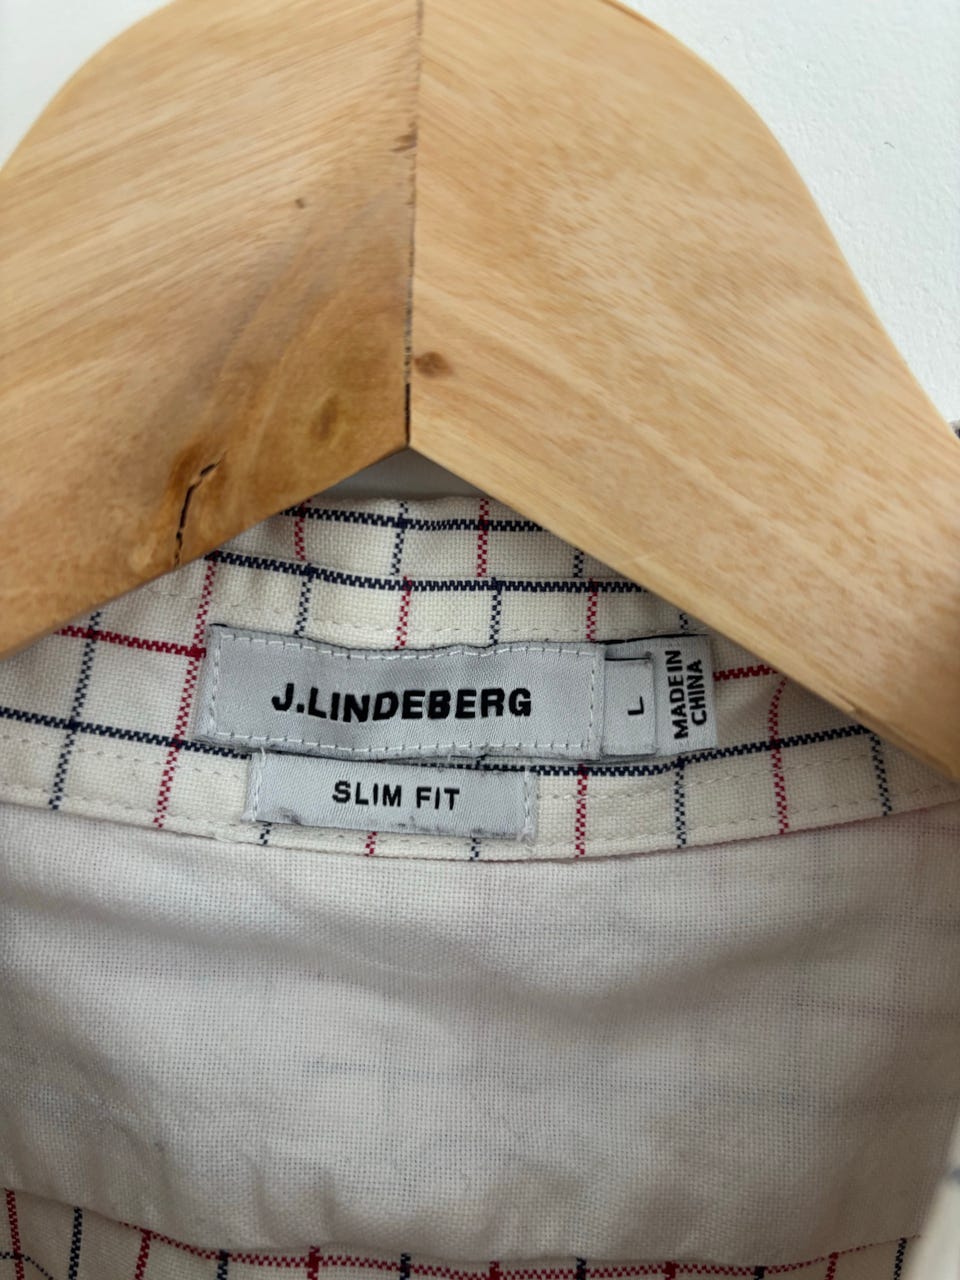 J.LINDEBERG
L
MADE IN
CHINA
SLIM FIT